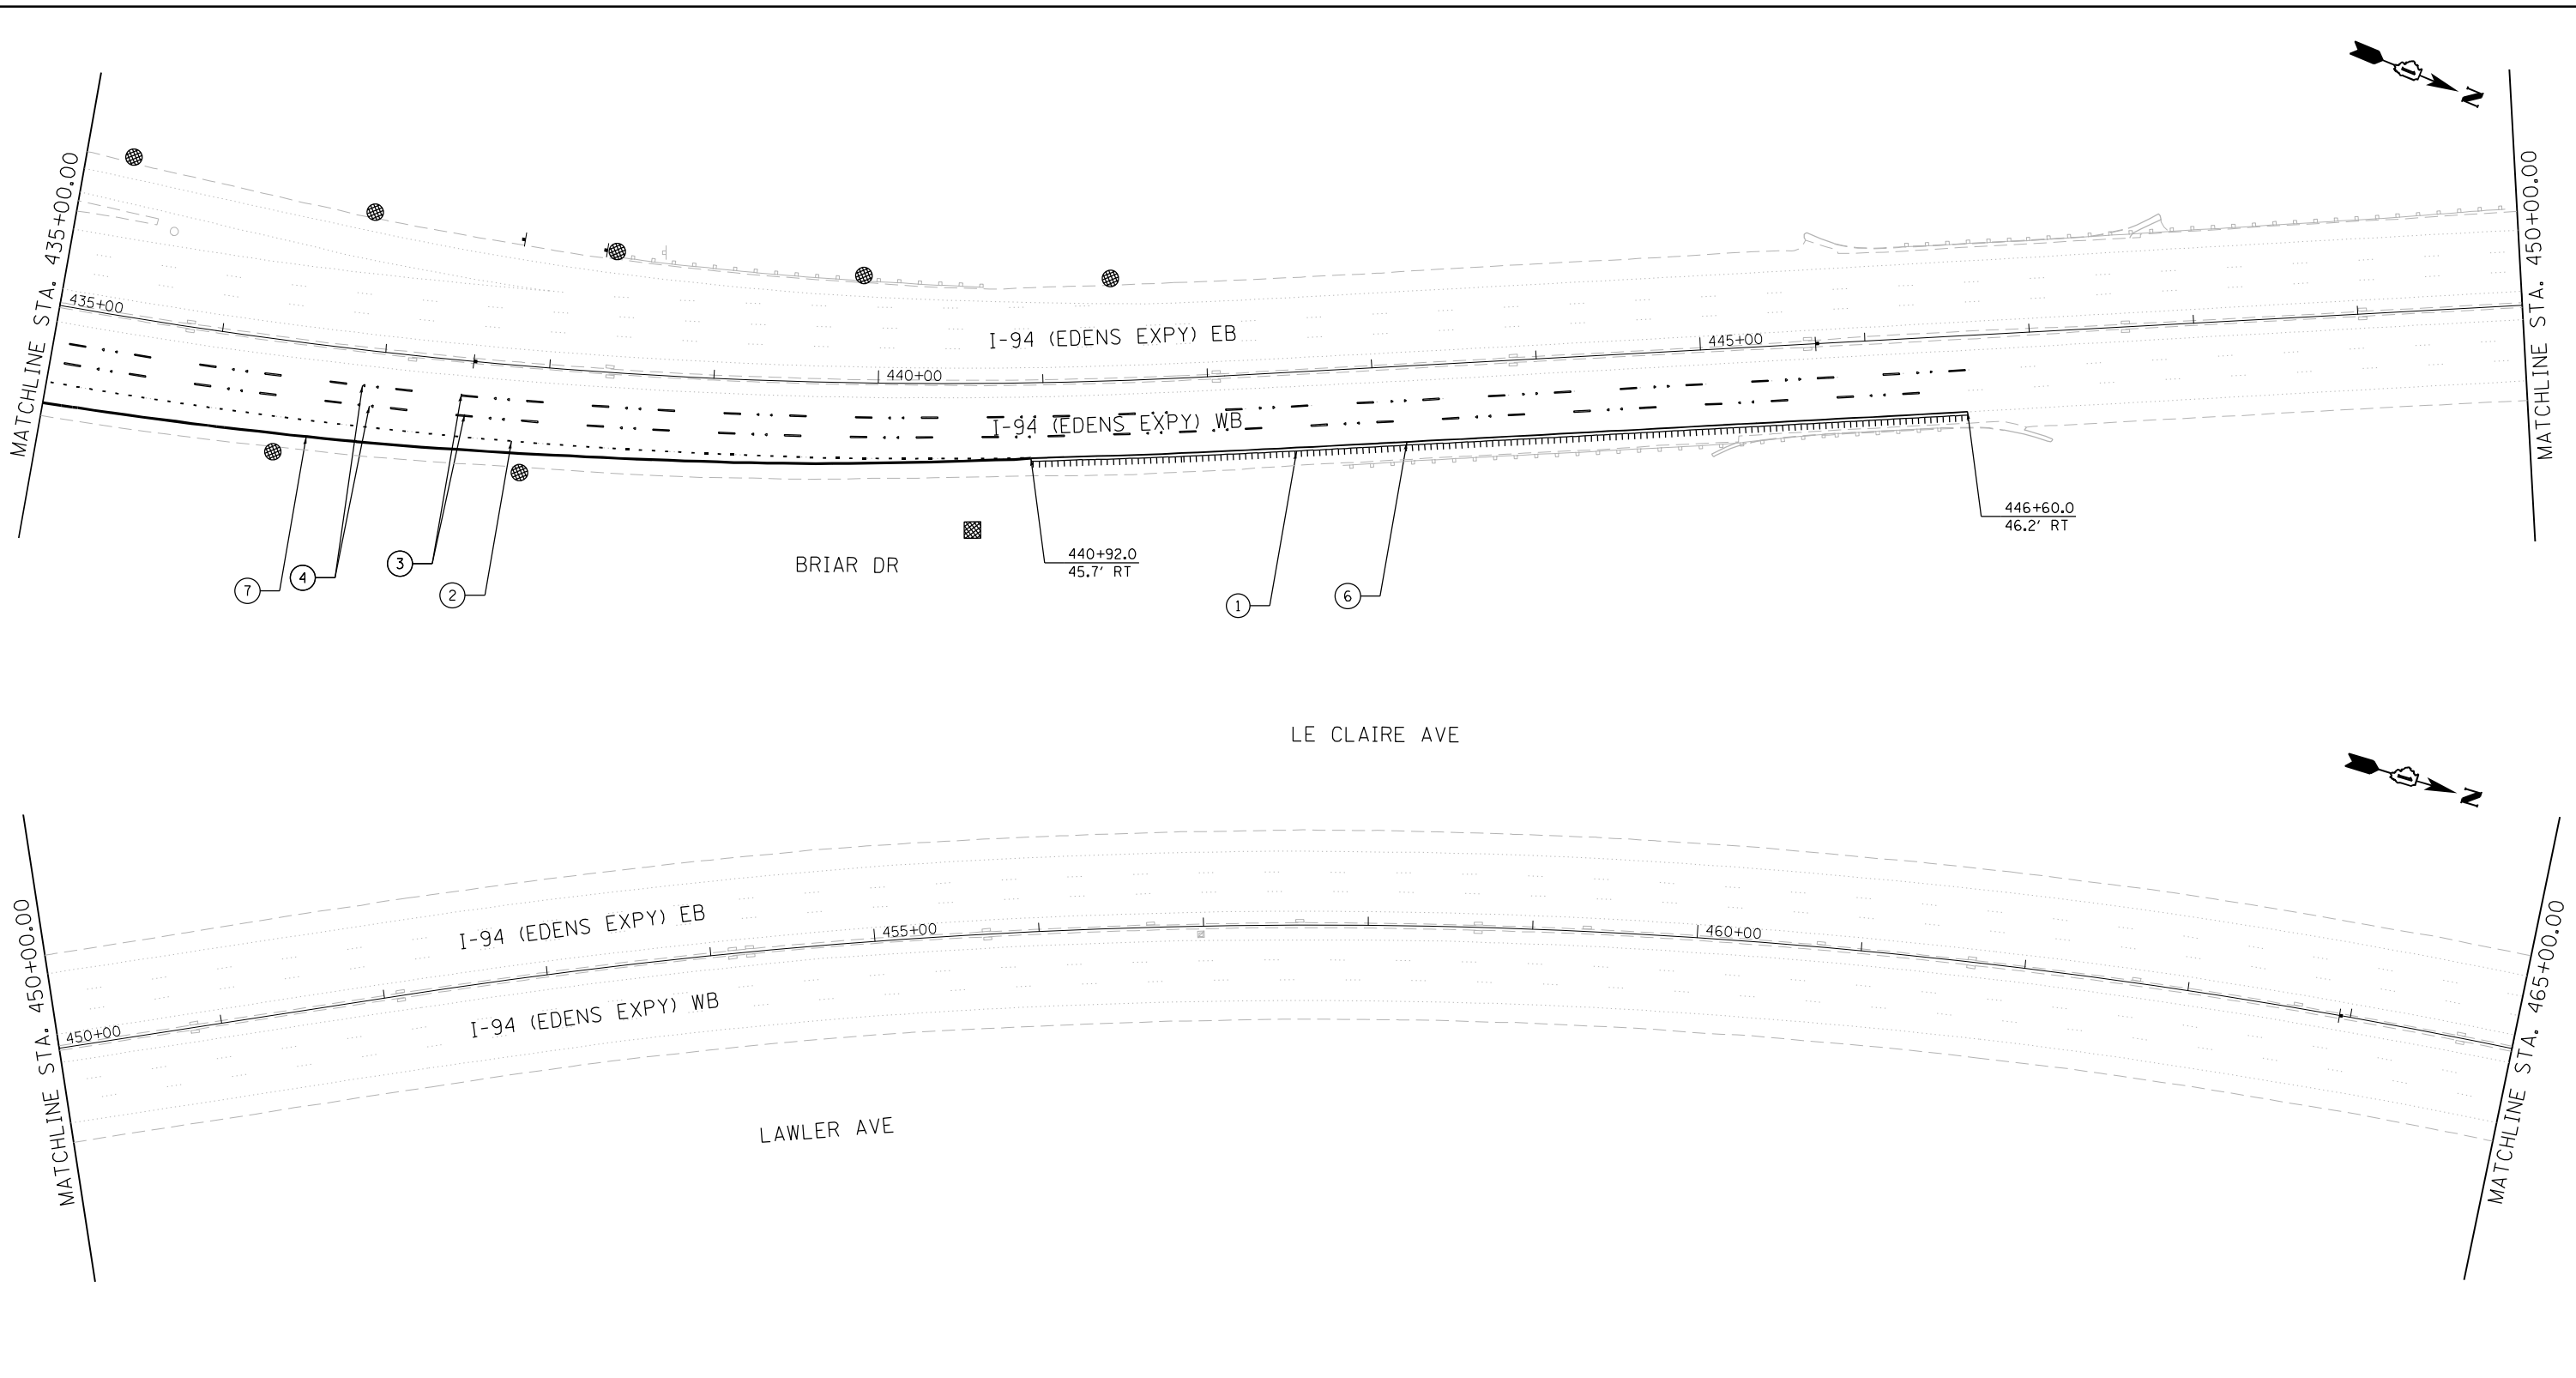 N
MATCHLINE STA. 435+00.00
MATCHLINE STA. 450+00.00
435+00
I-94 (EDENS EXPY) EB
445+00
440+00
I-94 (EDENS EXPY) WB
446+60.0
46.2' RT
440+92.0
45.7' RT
BRIAR DR
7
4
3
2
1
6
LE CLAIRE AVE
N
MATCHLINE STA. 450+00.00
MATCHLINE STA. 465+00.00
I-94 (EDENS EXPY) EB
455+00
460+00
450+00
I-94 (EDENS EXPY) WB
LAWLER AVE